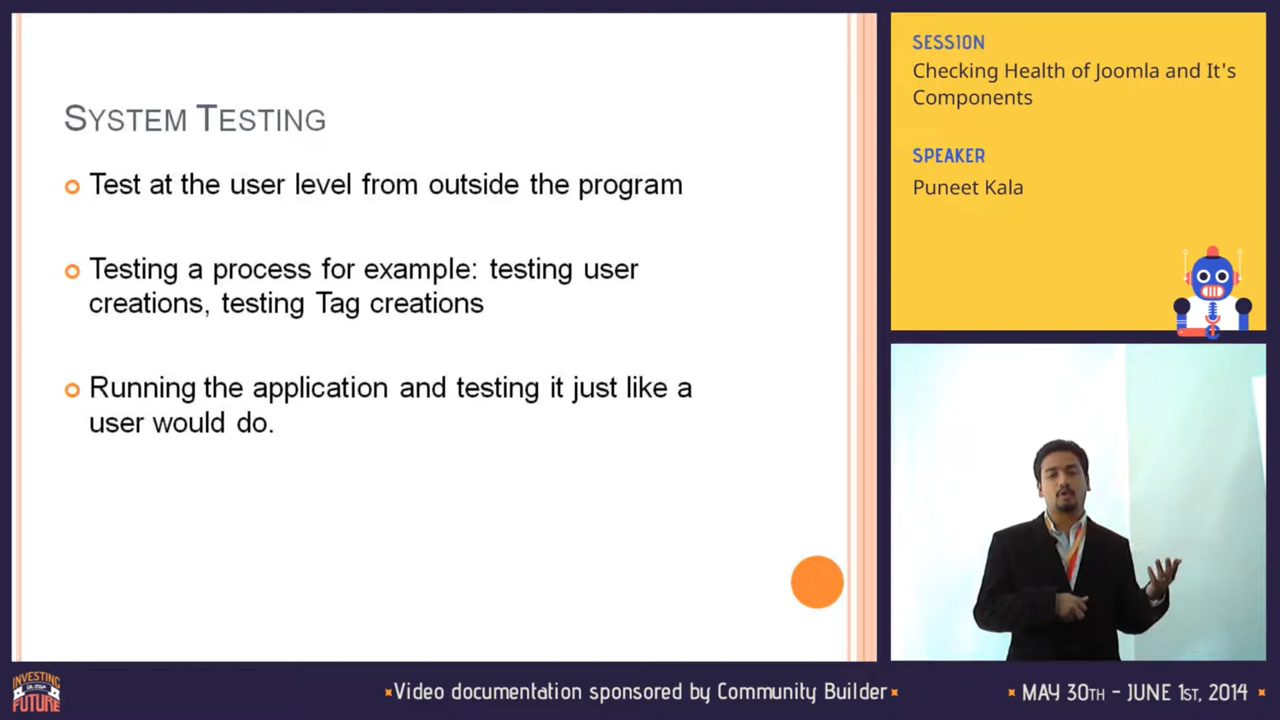 SYSTEM TESTING
Test at the user level from outside the program
Testing a process for example: testing user
creations, testing Tag creations
Running the application and testing it just like a
user would do.
SESSION
Checking Health of Joomla and It's
Components
SPEAKER
Puneet Kala
INVESTING
IN OUR
FUTURE
Video documentation sponsored by Community Builder
MAY 30TH - JUNE 1ST, 2014